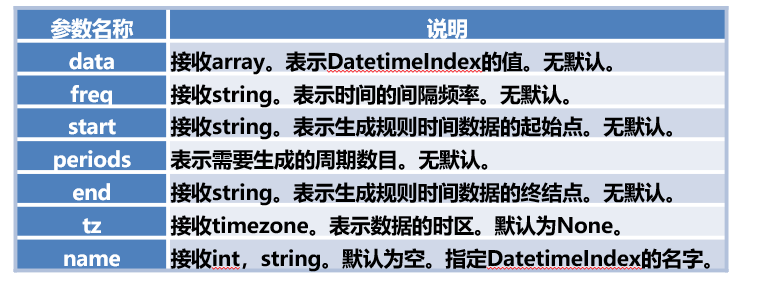 参数名称 说明
data 接收array。表示DatetimeIndex的值。无默认。
freq 接收string。表示时间的间隔频率。无默认。
start 接收string。表示生成规则时间数据的起始点。无默认。
periods 表示需要生成的周期数目。无默认。
end 接收string。表示生成规则时间数据的终结点。无默认。
tz 接收timezone。表示数据的时区。默认为None。
name 接收int，string。默认为空。指定DatetimeIndex的名字。